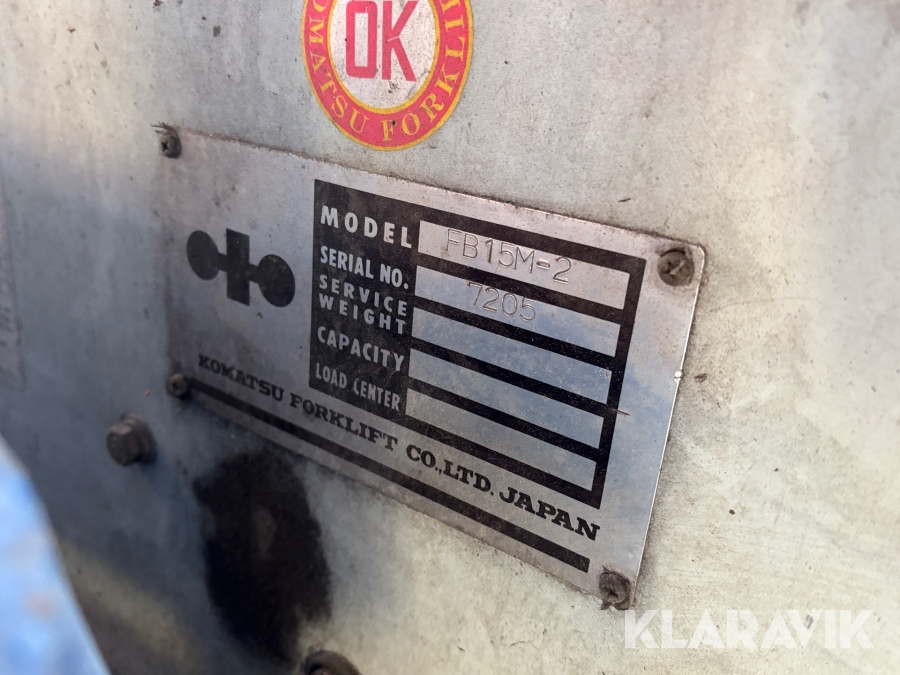 OK
KOMATSU FORKLIFT
MODEL FB15M-2
SERIAL NO. 7205
SERVICE
WEIGHT
CAPACITY
LOAD CENTER
KOMATSU FORKLIFT CO.,LTD. JAPAN
KLARAVIK